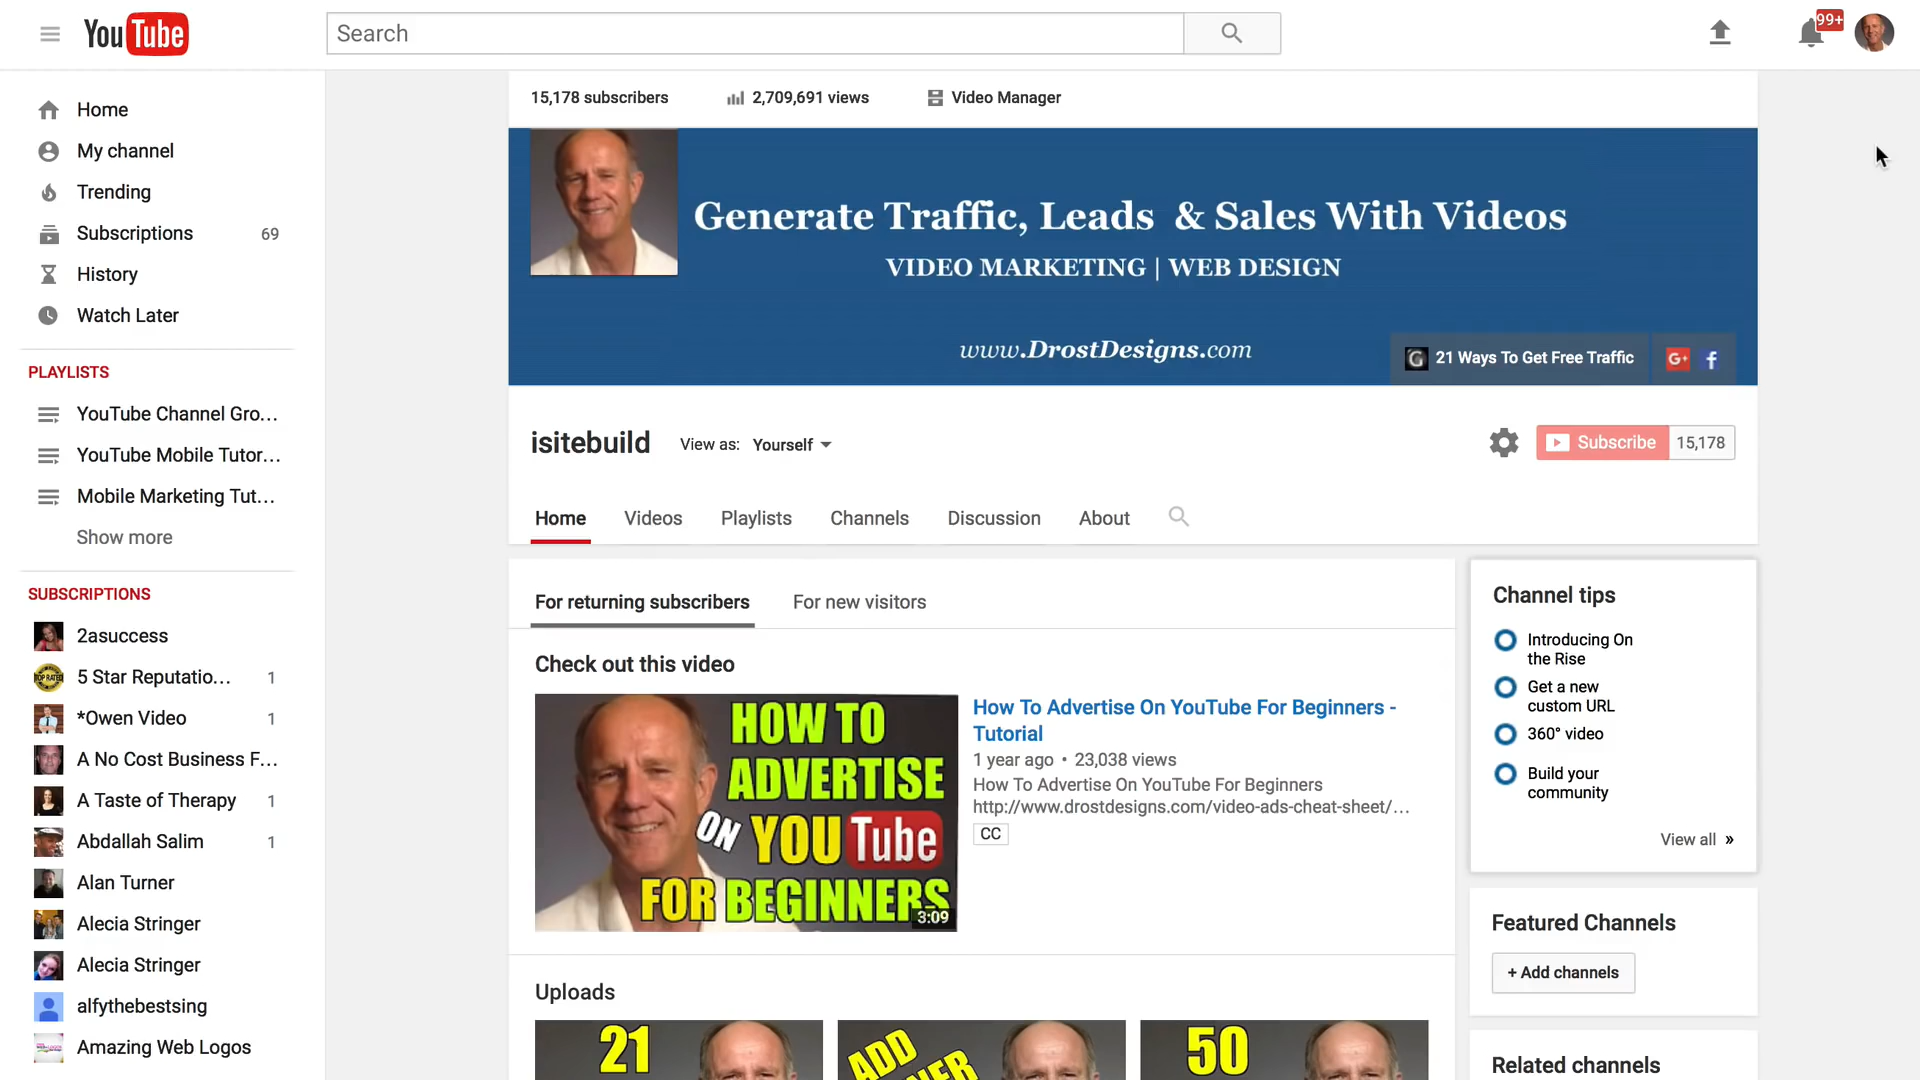 YouTube
Search
99+
Home
My channel
Trending
Subscriptions 69
History
Watch Later
PLAYLISTS
YouTube Channel Gro...
YouTube Mobile Tutor...
Mobile Marketing Tut...
Show more
SUBSCRIPTIONS
2asuccess
5 Star Reputatio... 1
*Owen Video 1
A No Cost Business F...
A Taste of Therapy 1
Abdallah Salim 1
Alan Turner
Alecia Stringer
Alecia Stringer
alfythebestsing
Amazing Web Logos
15,178 subscribers 2,709,691 views Video Manager
Generate Traffic, Leads & Sales With Videos
VIDEO MARKETING | WEB DESIGN
www.DrostDesigns.com
21 Ways To Get Free Traffic
G+ f
isitebuild View as: Yourself
Subscribe 15,178
Home Videos Playlists Channels Discussion About
For returning subscribers For new visitors
Check out this video
HOW TO
ADVERTISE
ON YOUTube
FOR BEGINNERS
3:09
How To Advertise On YouTube For Beginners -
Tutorial
1 year ago • 23,038 views
How To Advertise On YouTube For Beginners
http://www.drostdesigns.com/video-ads-cheat-sheet/...
CC
Uploads
21
ADD
50
Channel tips
Introducing On
the Rise
Get a new
custom URL
360° video
Build your
community
View all »
Featured Channels
+ Add channels
Related channels